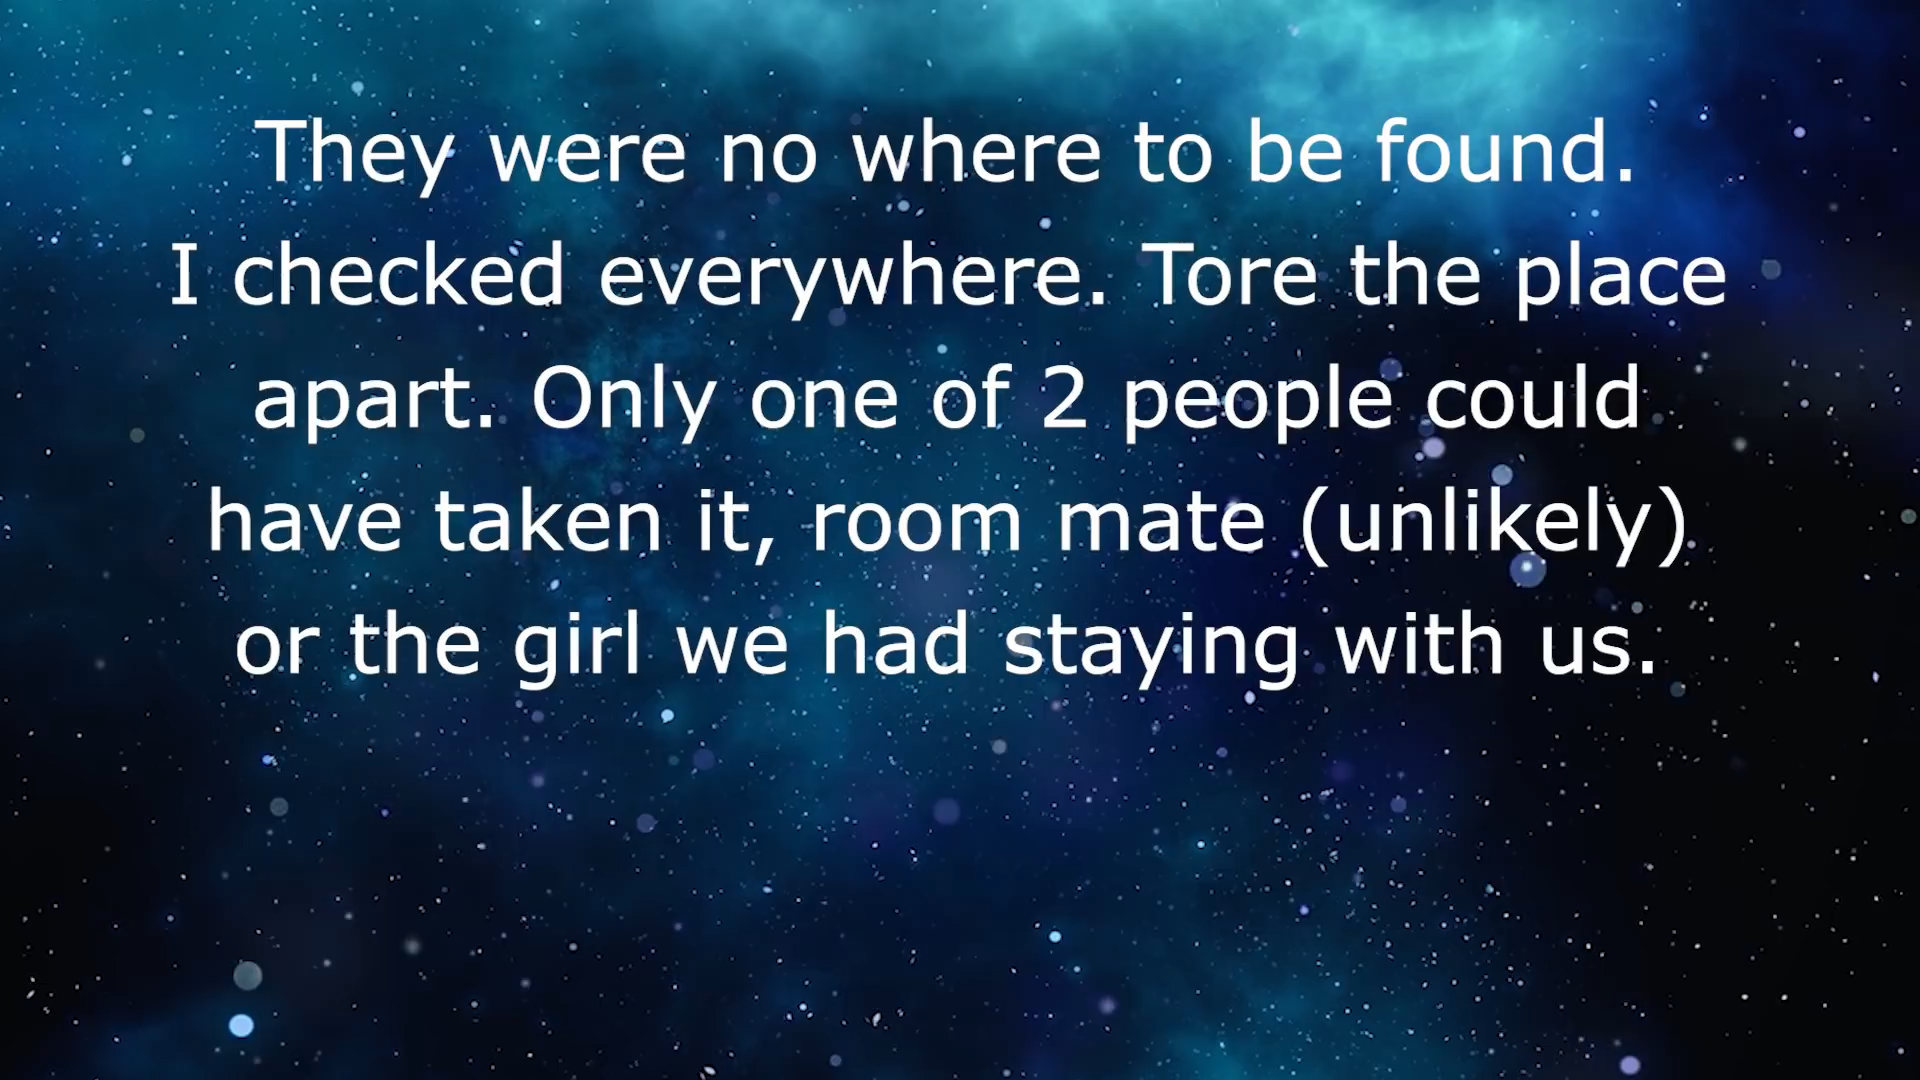 They were no where to be found.
I checked everywhere. Tore the place
apart. Only one of 2 people could
have taken it, room mate (unlikely)
or the girl we had staying with us.